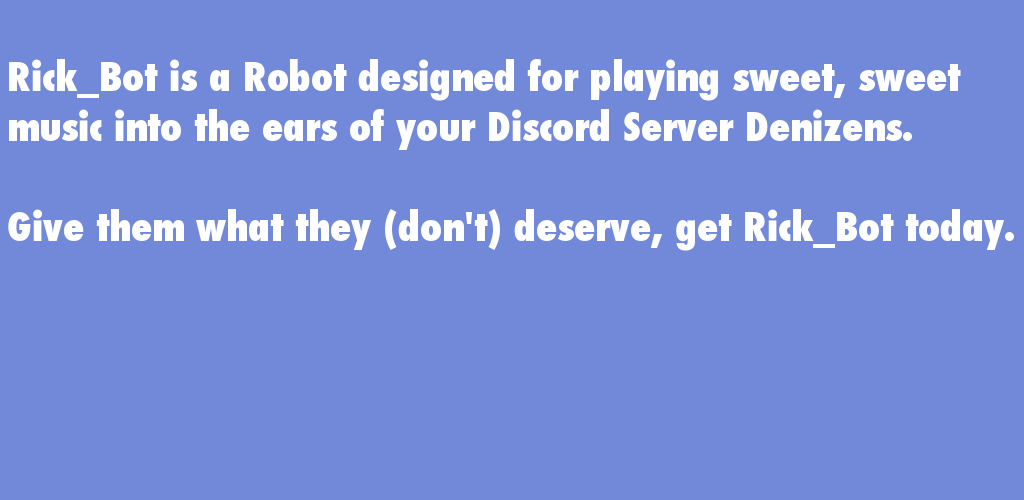 Rick_Bot is a Robot designed for playing sweet, sweet
music into the ears of your Discord Server Denizens.
Give them what they (don't) deserve, get Rick_Bot today.